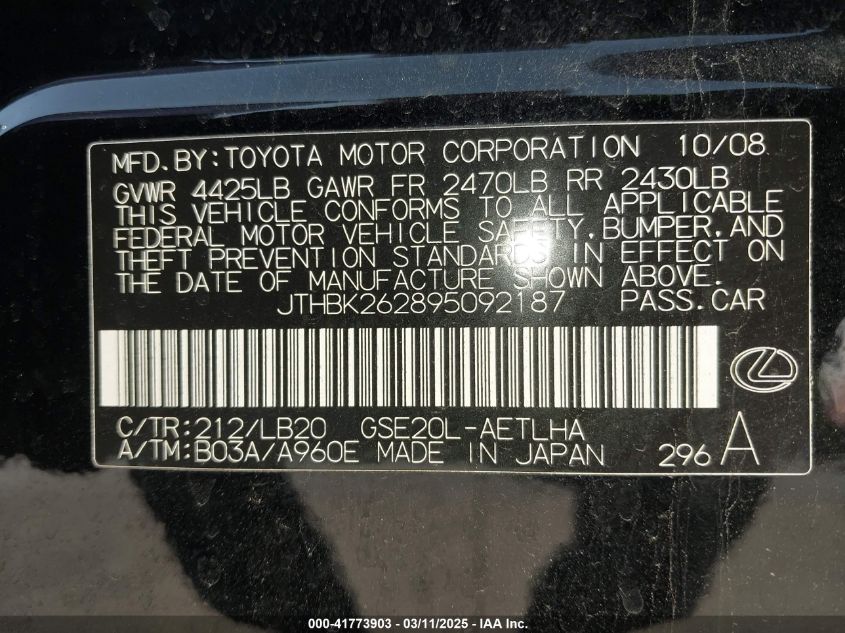 MFD.BY:TOYOTA MOTOR CORPORATION 10/08
GVWR 4425LB GAWR FR 2470LB RR 2430LB
THIS VEHICLE CONFORMS TO ALL APPLICABLE
FEDERAL MOTOR VEHICLE SAFETY,BUMPER,AND
THEFT PREVENTION STANDARDS IN EFFECT ON
THE DATE OF MANUFACTURE SHOWN ABOVE.
JTHBK262895092187 PASS.CAR
C/TR:212/LB20 GSE20L-AETLHA
A/TM:B03A/A960E MADE IN JAPAN 296 A
000-41773903 - 03/11/2025 - IAA, Inc.